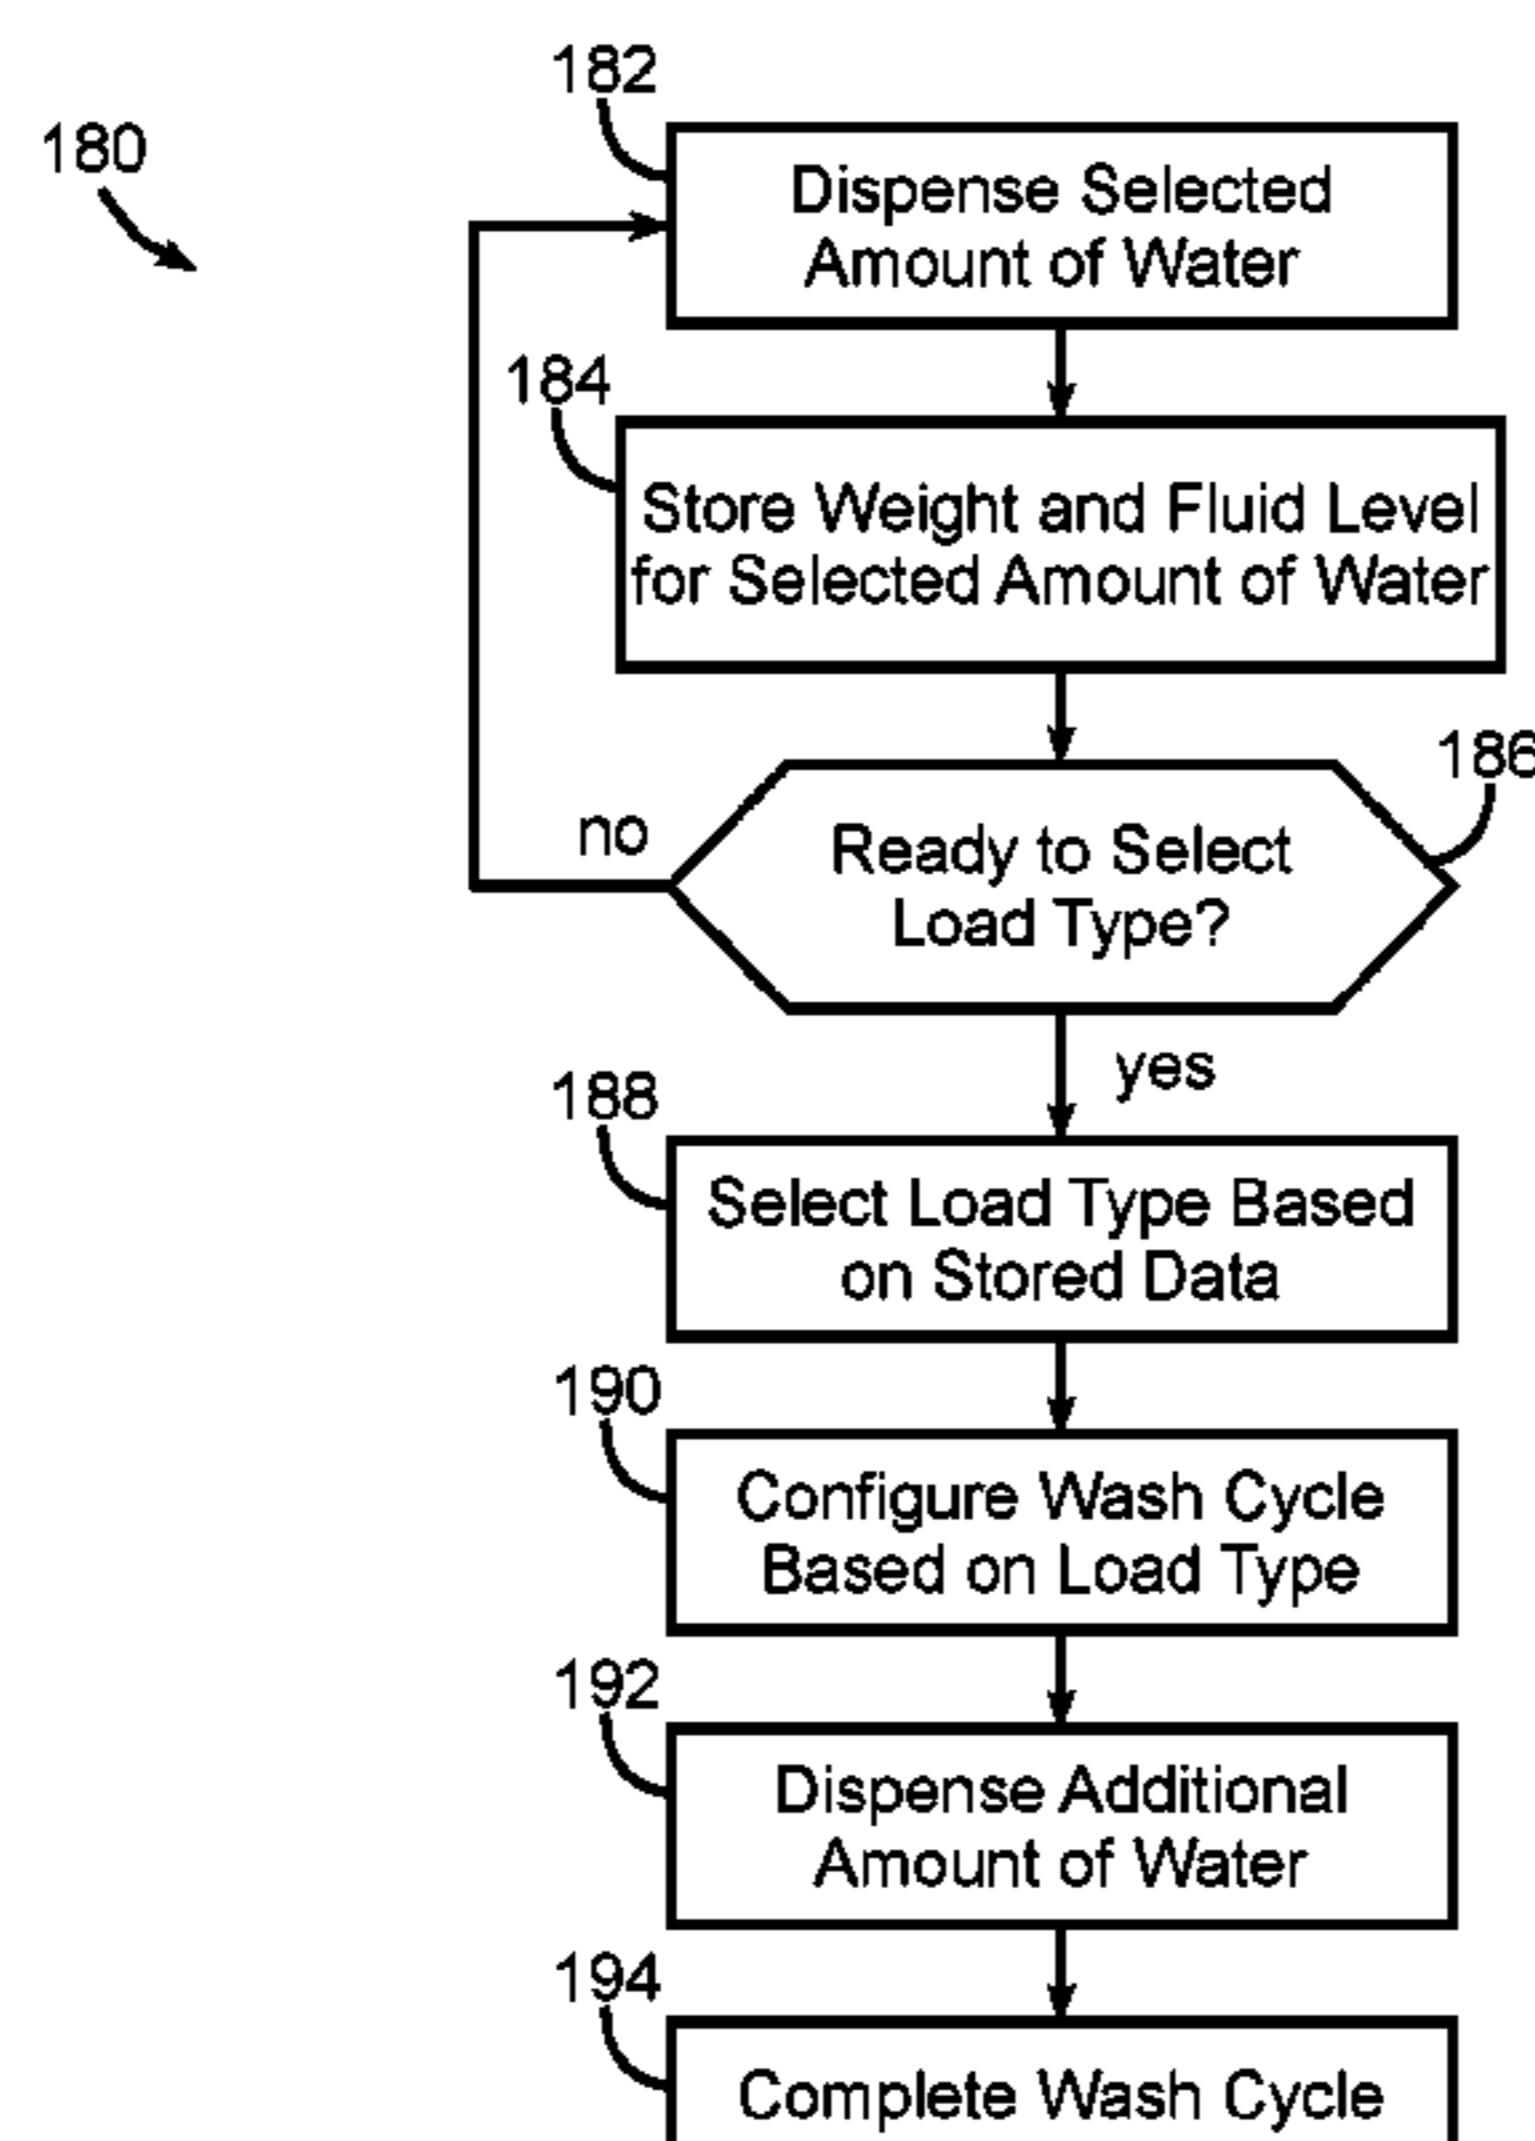 182
180
Dispense Selected
Amount of Water
184
Store Weight and Fluid Level
for Selected Amount of Water
186
no
Ready to Select
Load Type?
yes
188
Select Load Type Based
on Stored Data
190
Configure Wash Cycle
Based on Load Type
192
Dispense Additional
Amount of Water
194
Complete Wash Cycle